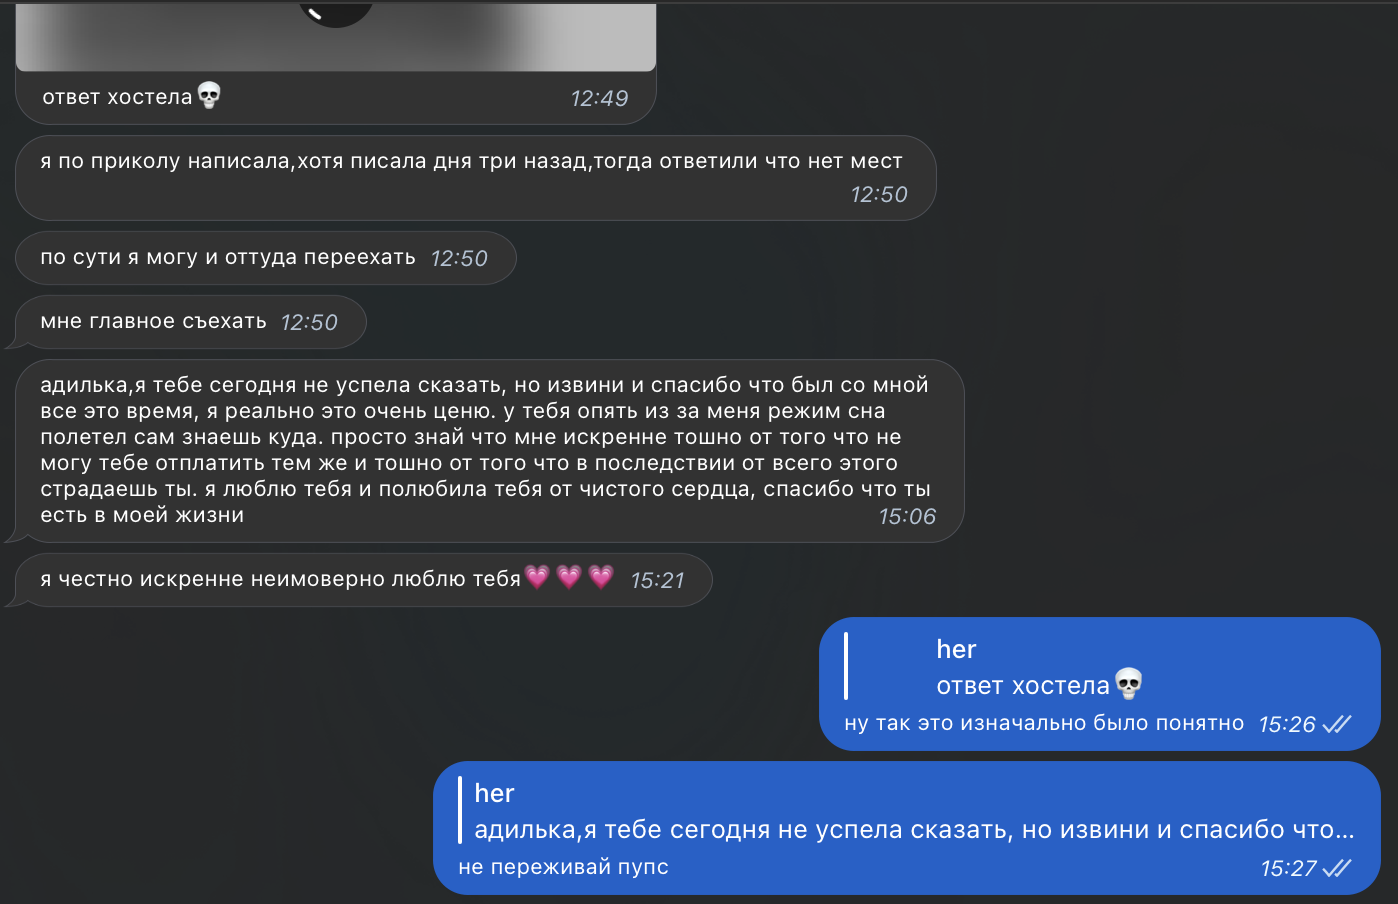 ответ хостела💀
12:49
я по приколу написала,хотя писала дня три назад,тогда ответили что нет мест
12:50
по сути я могу и оттуда переехать 12:50
мне главное съехать 12:50
адилька,я тебе сегодня не успела сказать, но извини и спасибо что был со мной
все это время, я реально это очень ценю. у тебя опять из за меня режим сна
полетел сам знаешь куда. просто знай что мне искренне тошно от того что не
могу тебе отплатить тем же и тошно от того что в последствии от всего этого
страдаешь ты. я люблю тебя и полюбила тебя от чистого сердца, спасибо что ты
есть в моей жизни
15:06
я честно искренне неимоверно люблю тебя💗💗💗 15:21
her
ответ хостела💀
ну так это изначально было понятно 15:26
her
адилька,я тебе сегодня не успела сказать, но извини и спасибо что...
не переживай пупс
15:27